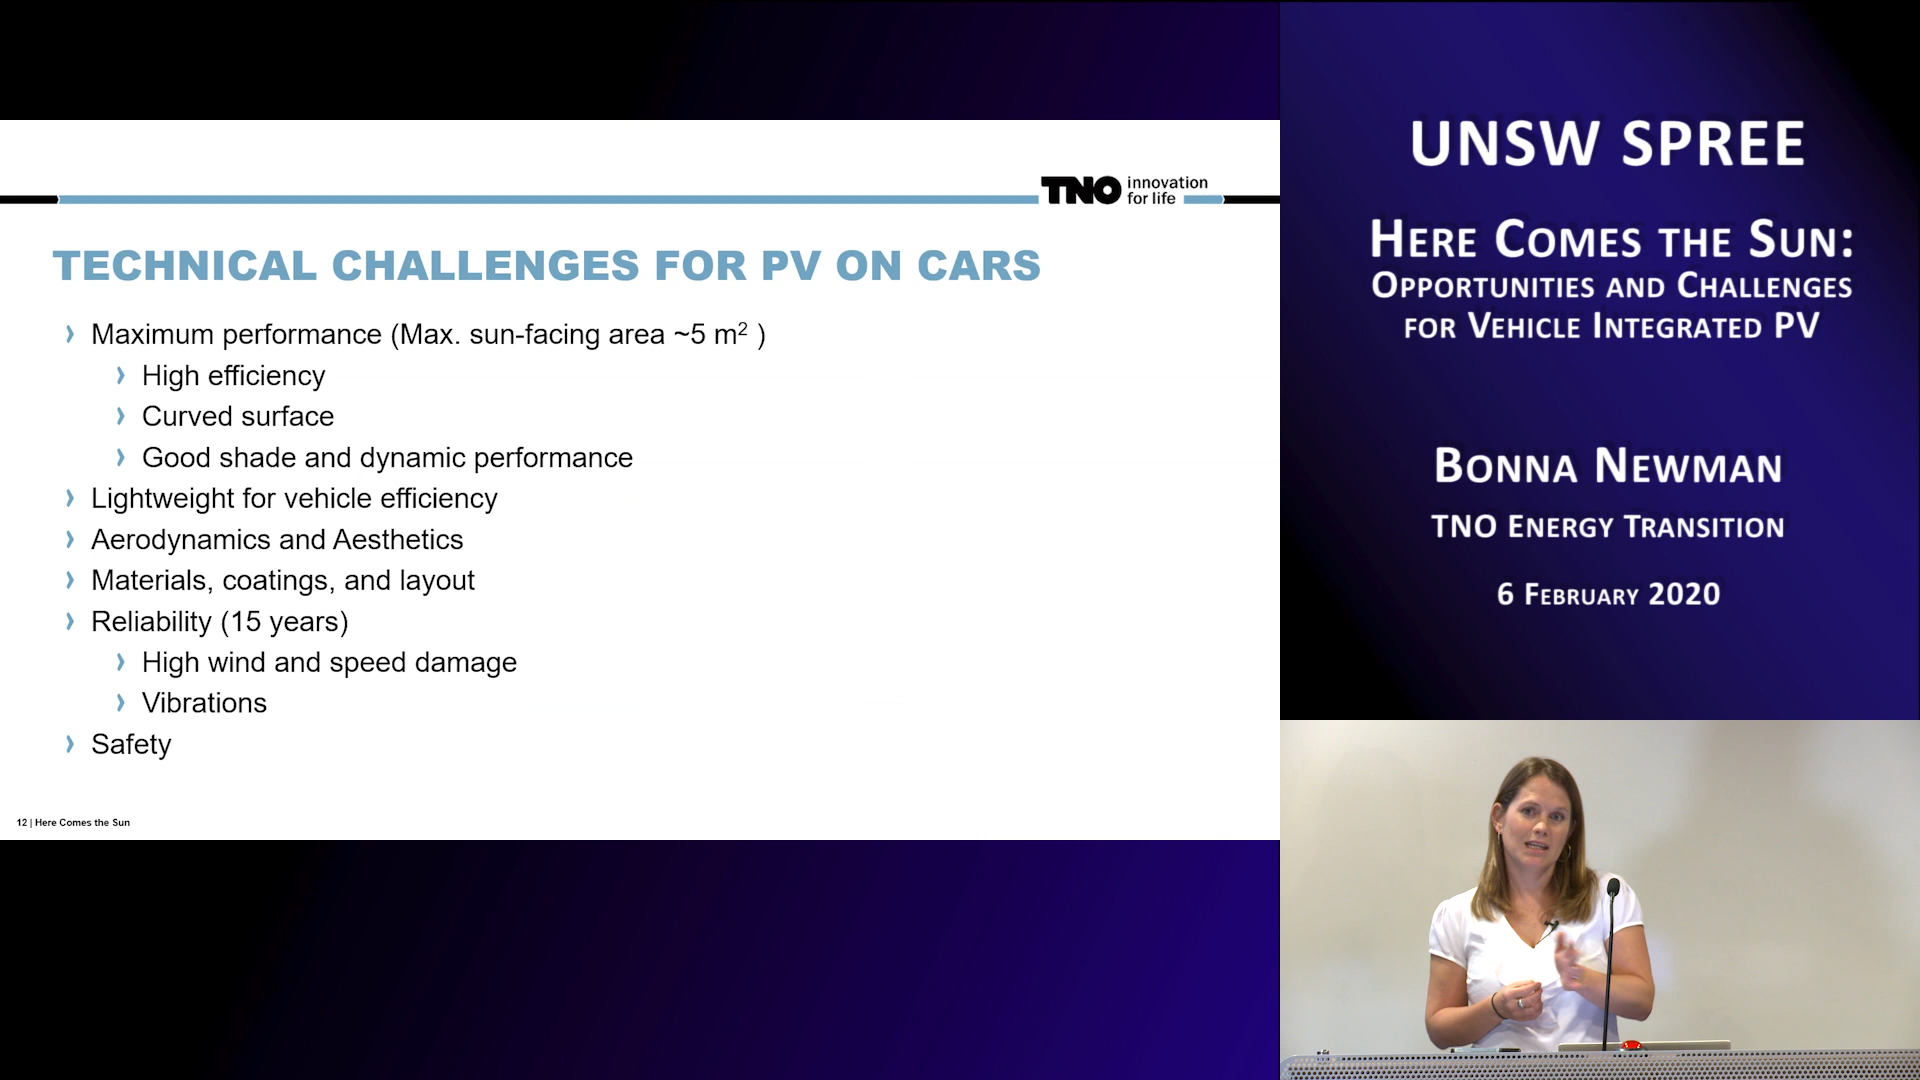 TNO innovation
for life
TECHNICAL CHALLENGES FOR PV ON CARS
Maximum performance (Max. sun-facing area ~5 m² )
High efficiency
Curved surface
Good shade and dynamic performance
Lightweight for vehicle efficiency
Aerodynamics and Aesthetics
Materials, coatings, and layout
Reliability (15 years)
High wind and speed damage
Vibrations
Safety
12 | Here Comes the Sun
UNSW SPREE
HERE COMES THE SUN:
OPPORTUNITIES AND CHALLENGES
FOR VEHICLE INTEGRATED PV
BONNA NEWMAN
TNO ENERGY TRANSITION
6 FEBRUARY 2020